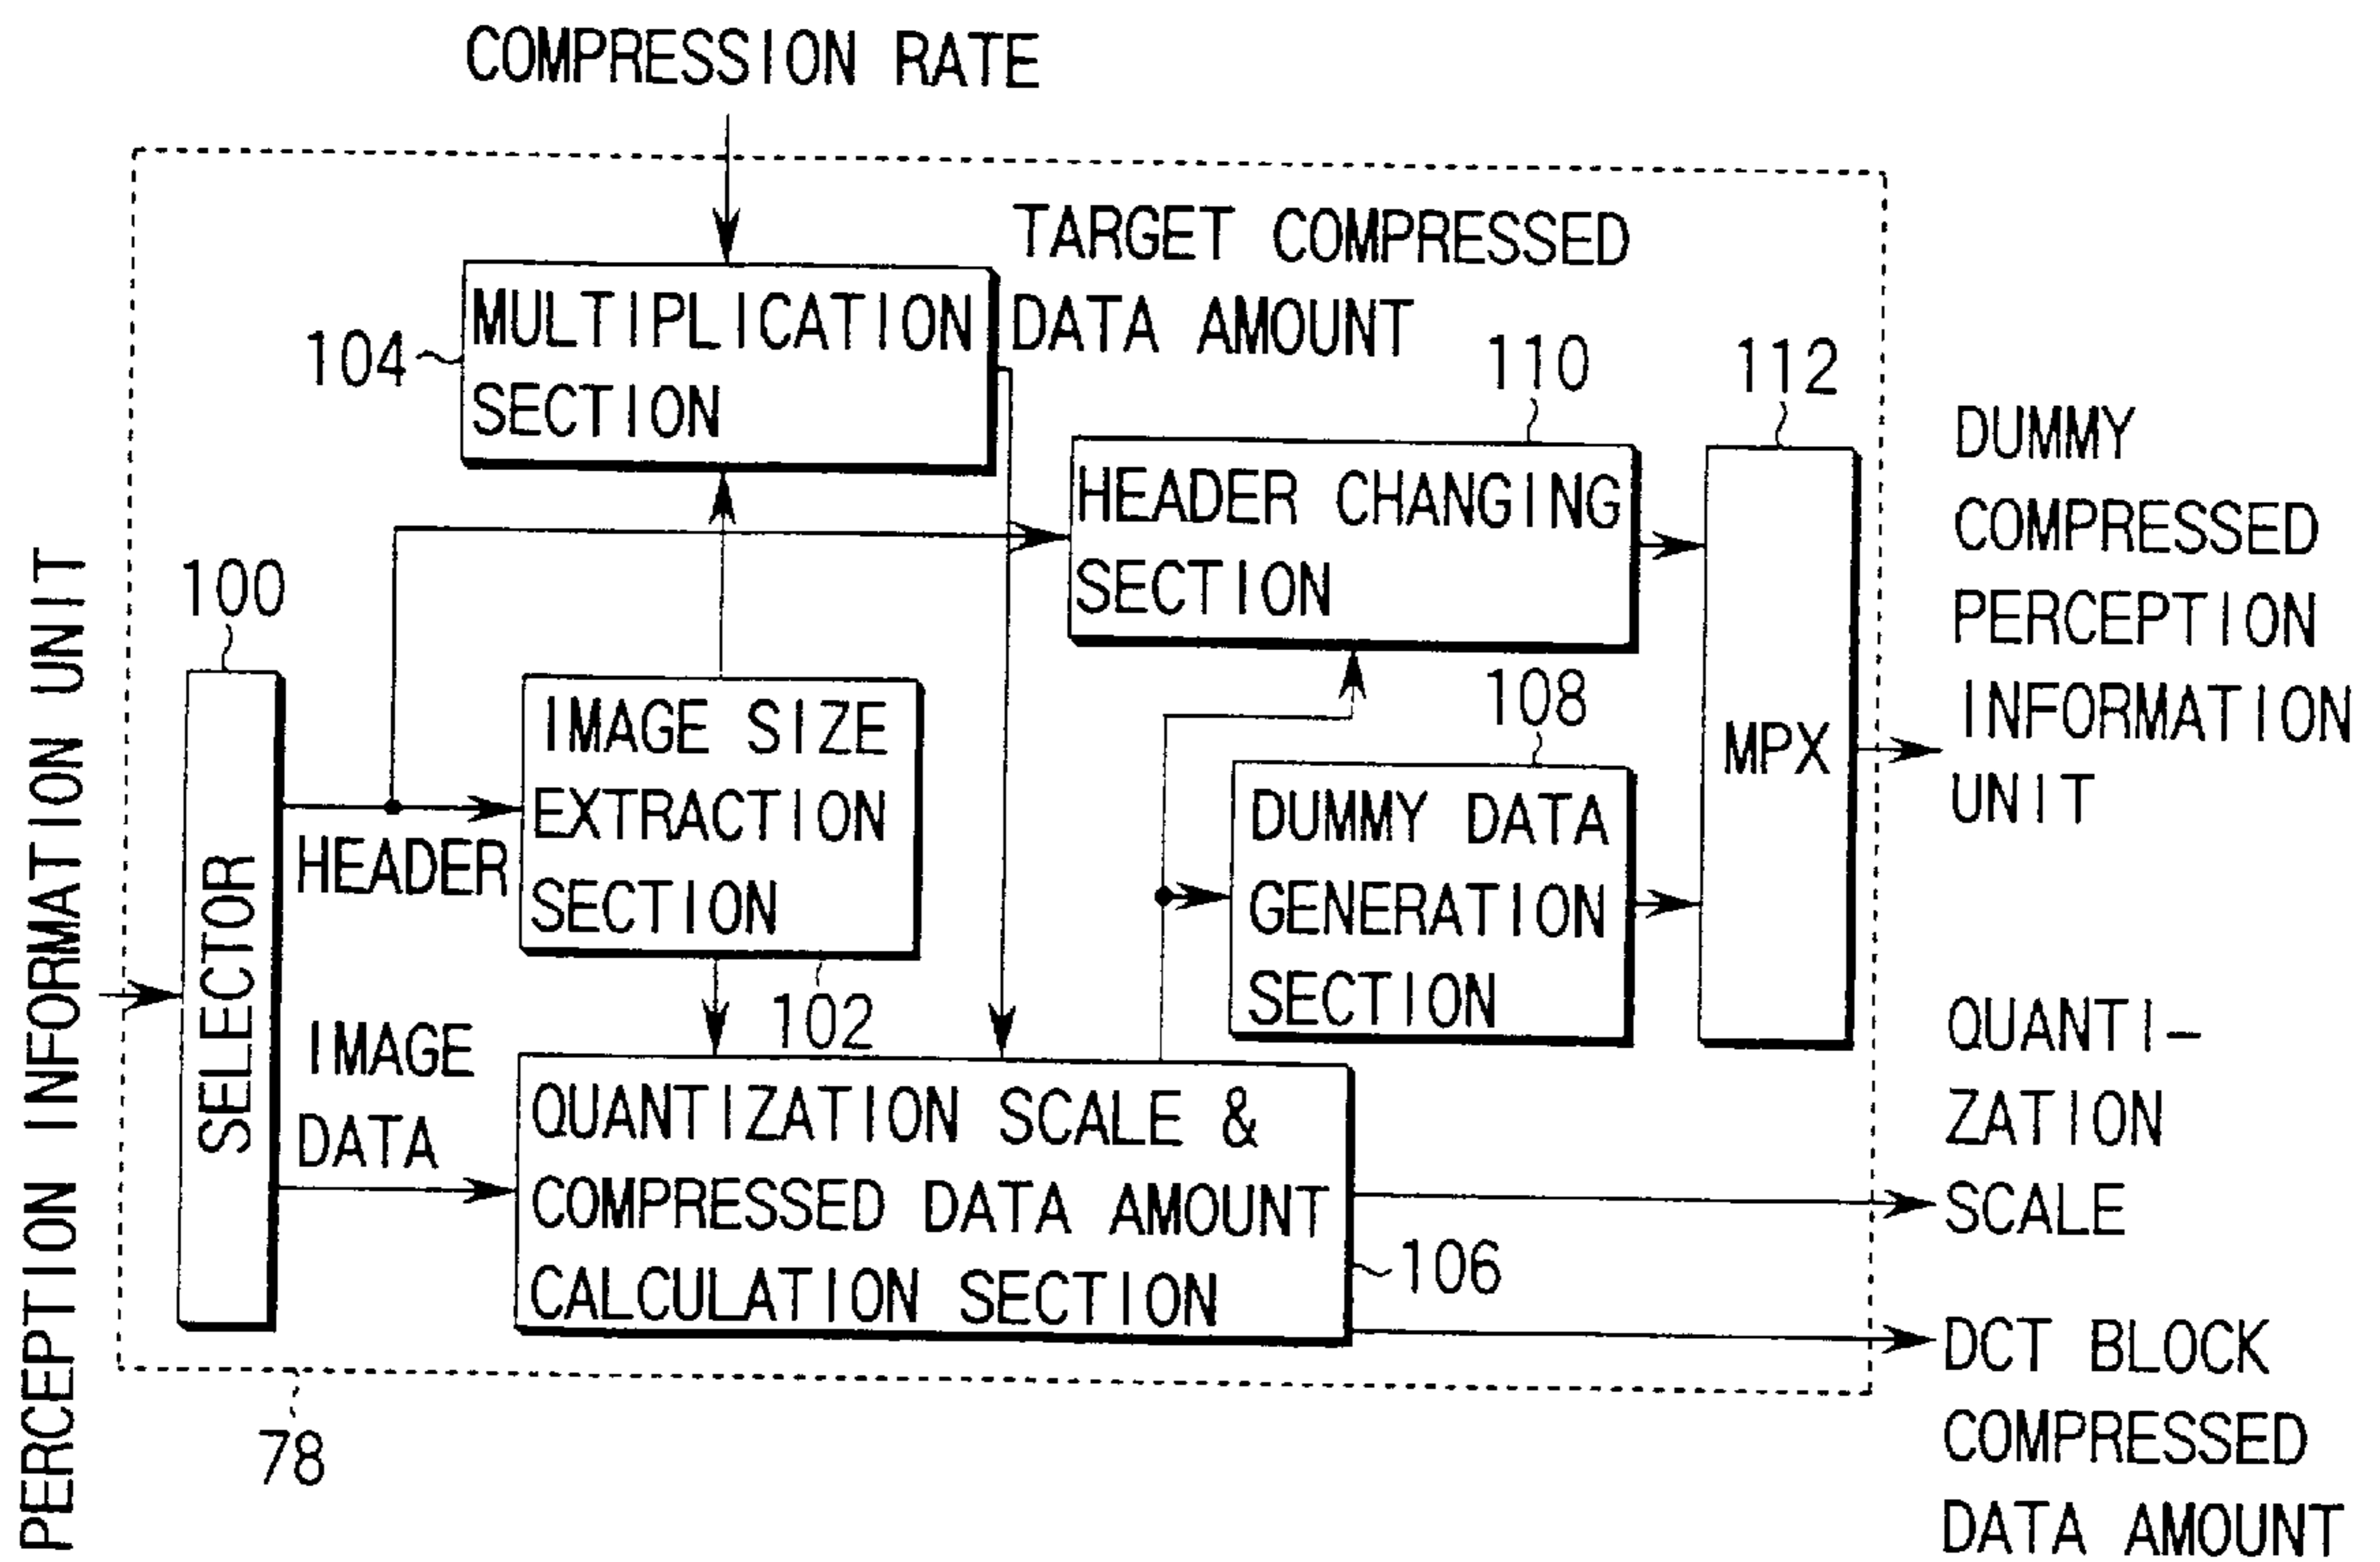 COMPRESSION RATE
TARGET COMPRESSED
DATA AMOUNT
MULTIPLICATION
SECTION
104
110
112
HEADER CHANGING
SECTION
DUMMY
COMPRESSED
PERCEPTION
INFORMATION
UNIT
PERCEPTION INFORMATION UNIT
100
SELECTOR
HEADER
IMAGE SIZE
EXTRACTION
SECTION
102
108
DUMMY DATA
GENERATION
SECTION
MPX
IMAGE
DATA
QUANTIZATION SCALE &
COMPRESSED DATA AMOUNT
CALCULATION SECTION
106
QUANTI-
ZATION
SCALE
DCT BLOCK
COMPRESSED
DATA AMOUNT
78